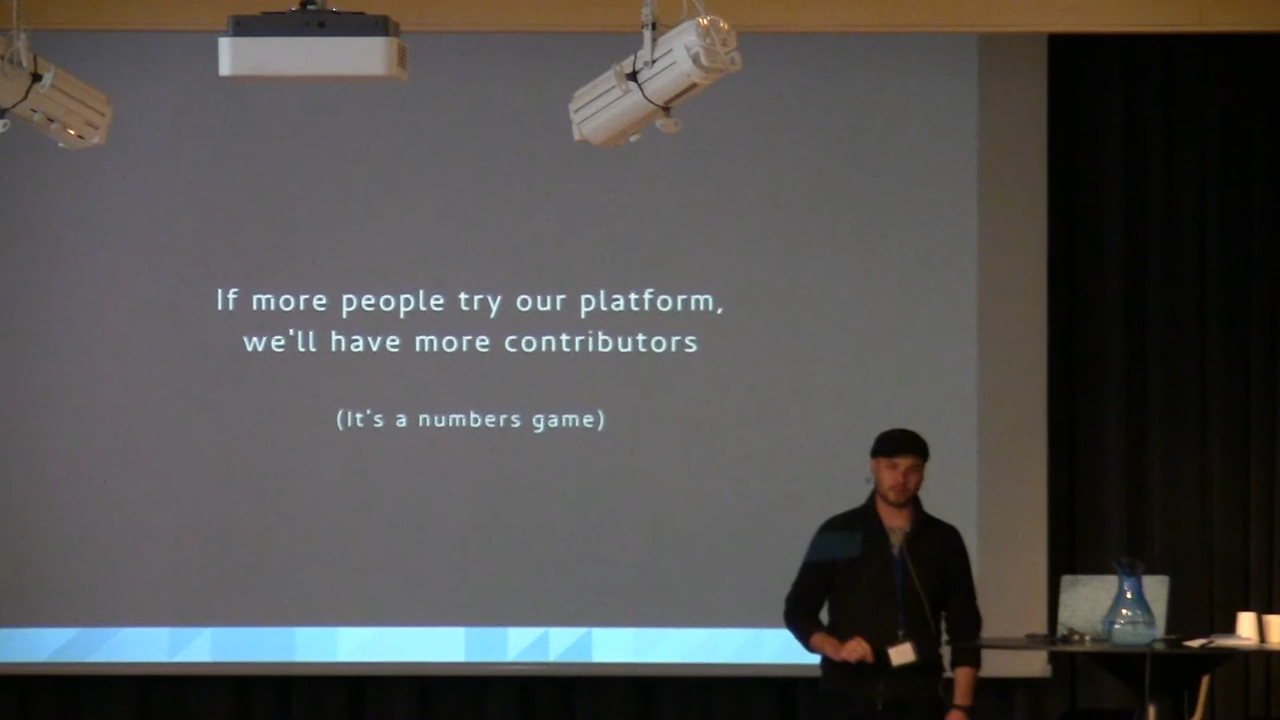 If more people try our platform,
we'll have more contributors
(It's a numbers game)